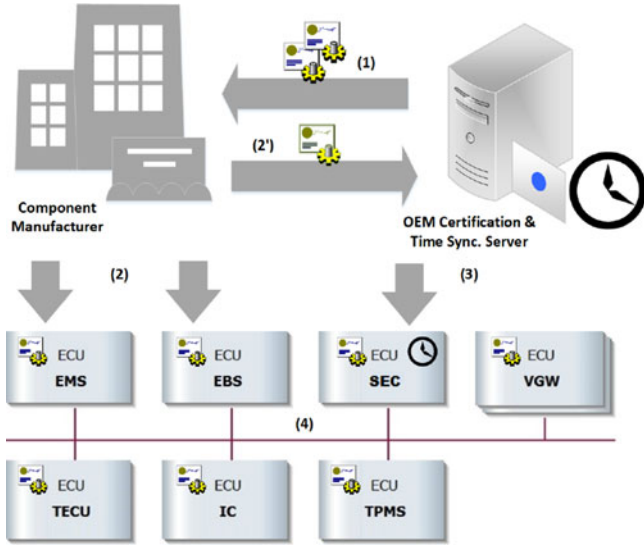 (1)
(2')
Component
Manufacturer
OEM Certification &
Time Sync. Server
(2)
(3)
ECU
EMS
ECU
EBS
ECU
SEC
ECU
VGW
(4)
ECU
TECU
ECU
IC
ECU
TPMS